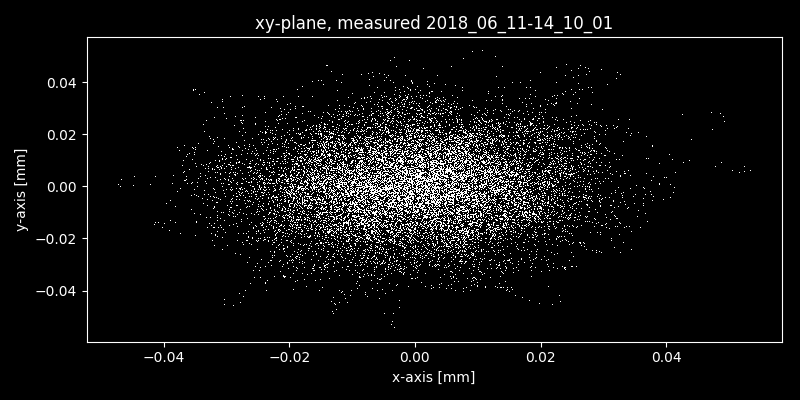 xy-plane, measured 2018_06_11-14_10_01
0.04
0.02
0.00
−0.02
−0.04
y-axis [mm]
−0.04 −0.02 0.00 0.02 0.04
x-axis [mm]